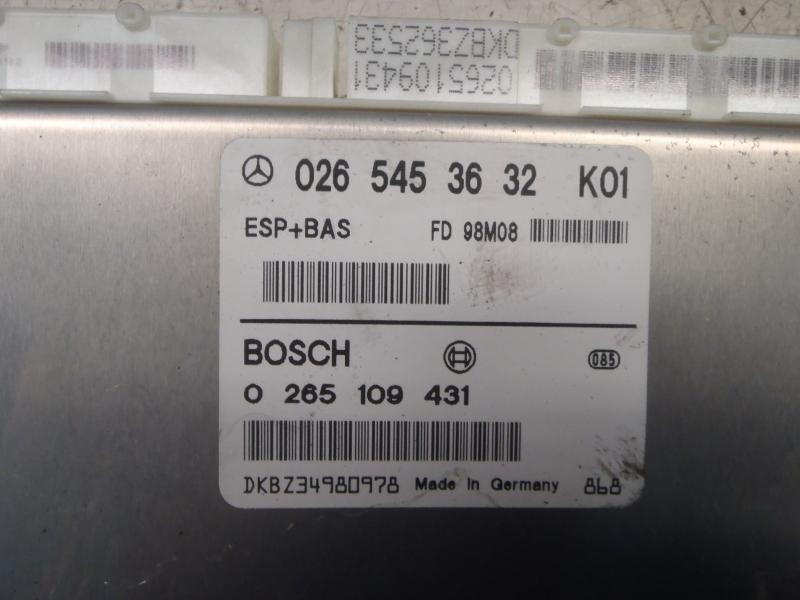 DKBZ362533
0265109431
026 545 36 32 K01
ESP+BAS FD 98M08
BOSCH 085
0 265 109 431
DKBZ34980978 Made In Germany 868